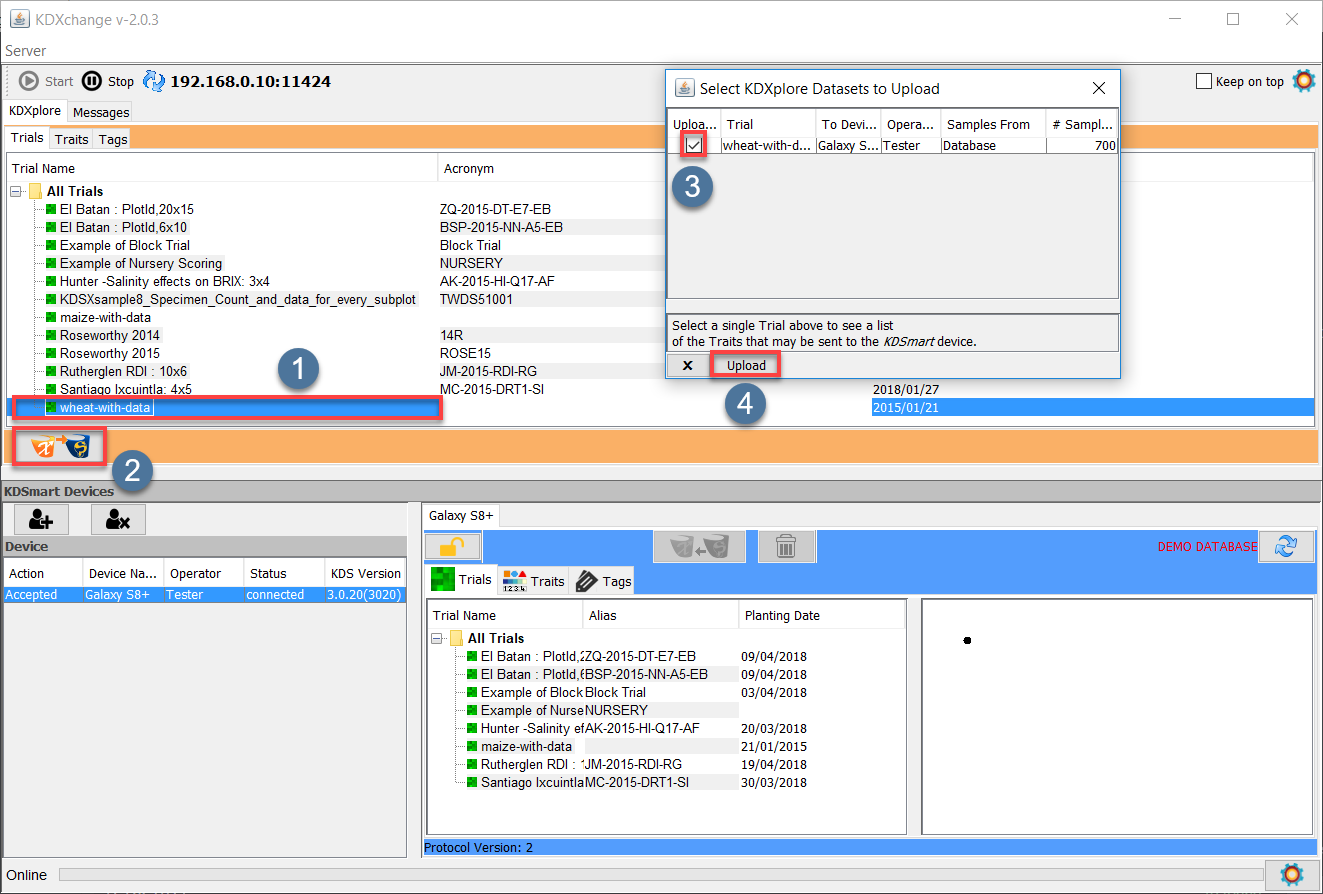 KDXchange v-2.0.3
Server
Start Stop 192.168.0.10:11424 Keep on top
KDXplore Messages
Trials Traits Tags
Trial Name Acronym
All Trials
El Batan : PlotId,20x15 ZQ-2015-DT-E7-EB
El Batan : PlotId,6x10 BSP-2015-NN-A5-EB
Example of Block Trial Block Trial
Example of Nursery Scoring NURSERY
Hunter -Salinity effects on BRIX: 3x4 AK-2015-HI-Q17-AF
KDSXsample8_Specimen_Count_and_data_for_every_subplot TWDS51001
maize-with-data
Roseworthy 2014 14R
Roseworthy 2015 ROSE15
Rutherglen RDI : 10x6 JM-2015-RDI-RG
Santiago Ixcuintla: 4x5 MC-2015-DRT1-SI 2018/01/27
wheat-with-data 2015/01/21
1
2
Select KDXplore Datasets to Upload
Uploa... Trial To Devi... Opera... Samples From # Sampl...
wheat-with-d... Galaxy S... Tester Database 700
3
Select a single Trial above to see a list
of the Traits that may be sent to the KDSmart device.
X Upload
4
KDSmart Devices
Device
Action Device Na... Operator Status KDS Version
Accepted Galaxy S8+ Tester connected 3.0.20(3020)
Galaxy S8+
DEMO DATABASE
Trials 1 2 3 4 Traits Tags
Trial Name Alias Planting Date
All Trials
El Batan : PlotId,2 ZQ-2015-DT-E7-EB 09/04/2018
El Batan : PlotId,6 BSP-2015-NN-A5-EB 09/04/2018
Example of Block Block Trial 03/04/2018
Example of Nurse NURSERY
Hunter -Salinity ef AK-2015-HI-Q17-AF 20/03/2018
maize-with-data 21/01/2015
Rutherglen RDI : 1 JM-2015-RDI-RG 19/04/2018
Santiago Ixcuintla MC-2015-DRT1-SI 30/03/2018
Protocol Version: 2
Online